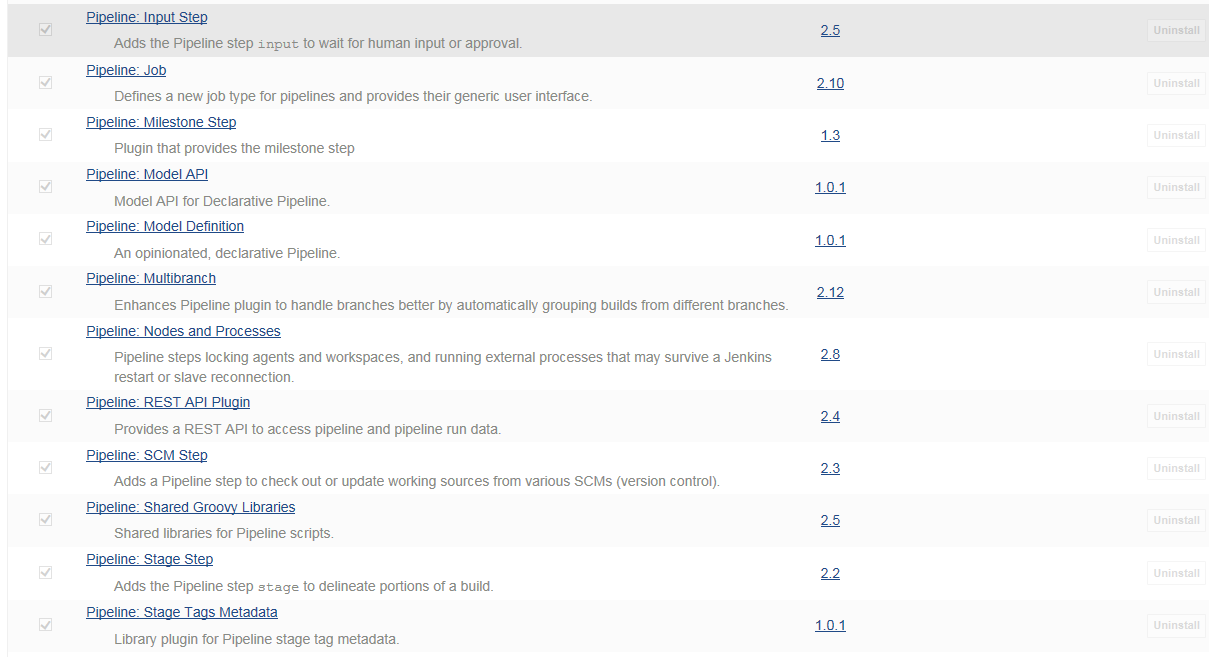 Pipeline: Input Step
Adds the Pipeline step input to wait for human input or approval.
2.5
Uninstall
Pipeline: Job
Defines a new job type for pipelines and provides their generic user interface.
2.10
Uninstall
Pipeline: Milestone Step
Plugin that provides the milestone step
1.3
Uninstall
Pipeline: Model API
Model API for Declarative Pipeline.
1.0.1
Uninstall
Pipeline: Model Definition
An opinionated, declarative Pipeline.
1.0.1
Uninstall
Pipeline: Multibranch
Enhances Pipeline plugin to handle branches better by automatically grouping builds from different branches.
2.12
Uninstall
Pipeline: Nodes and Processes
Pipeline steps locking agents and workspaces, and running external processes that may survive a Jenkins
restart or slave reconnection.
2.8
Uninstall
Pipeline: REST API Plugin
Provides a REST API to access pipeline and pipeline run data.
2.4
Uninstall
Pipeline: SCM Step
Adds a Pipeline step to check out or update working sources from various SCMs (version control).
2.3
Uninstall
Pipeline: Shared Groovy Libraries
Shared libraries for Pipeline scripts.
2.5
Uninstall
Pipeline: Stage Step
Adds the Pipeline step stage to delineate portions of a build.
2.2
Uninstall
Pipeline: Stage Tags Metadata
Library plugin for Pipeline stage tag metadata.
1.0.1
Uninstall